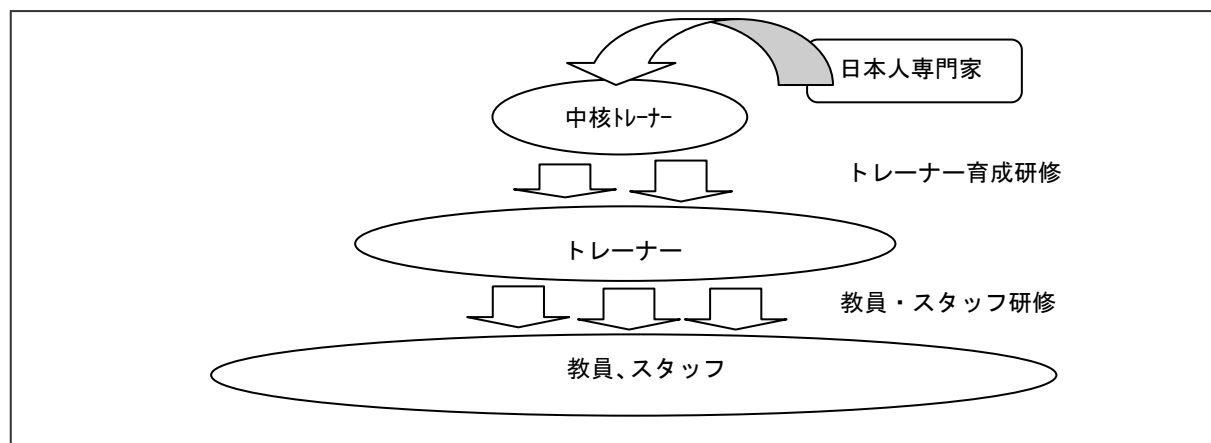 日本人専門家
中核ﾄﾚｰﾅｰ
トレーナー育成研修
トレーナー
教員・スタッフ研修
教員、スタッフ